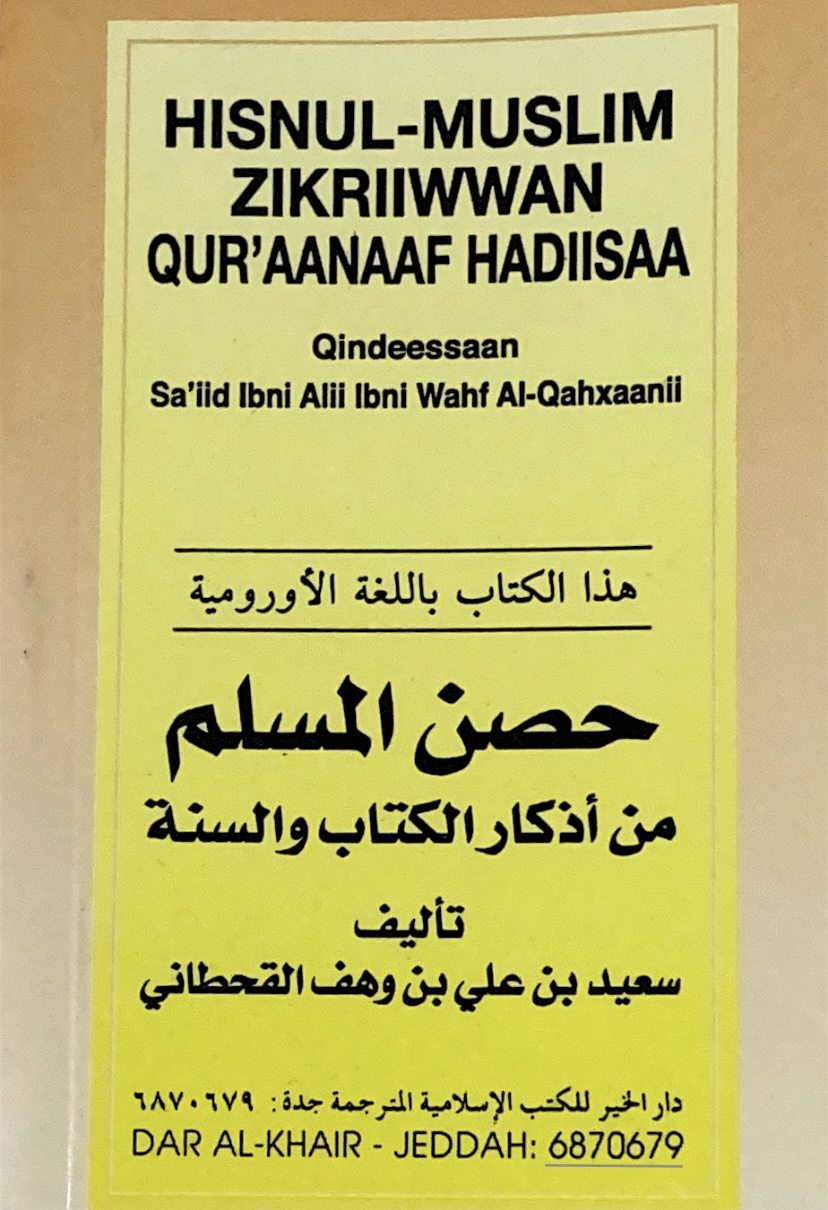 HISNUL-MUSLIM
ZIKRIIWWAN
QUR'AANAAF HADIISAA
Qindeessaan
Sa'iid Ibni Alii Ibni Wahf Al-Qahxaanii
هذا الكتاب باللغة الأورومية
حصن المسلم
من أذكار الكتاب والسنة
تأليف
سعيد بن علي بن وهف القحطاني
دار الخير للكتب الإسلامية المترجمة جدة: ٦٨٧٠٦٧٩
DAR AL-KHAIR - JEDDAH: 6870679